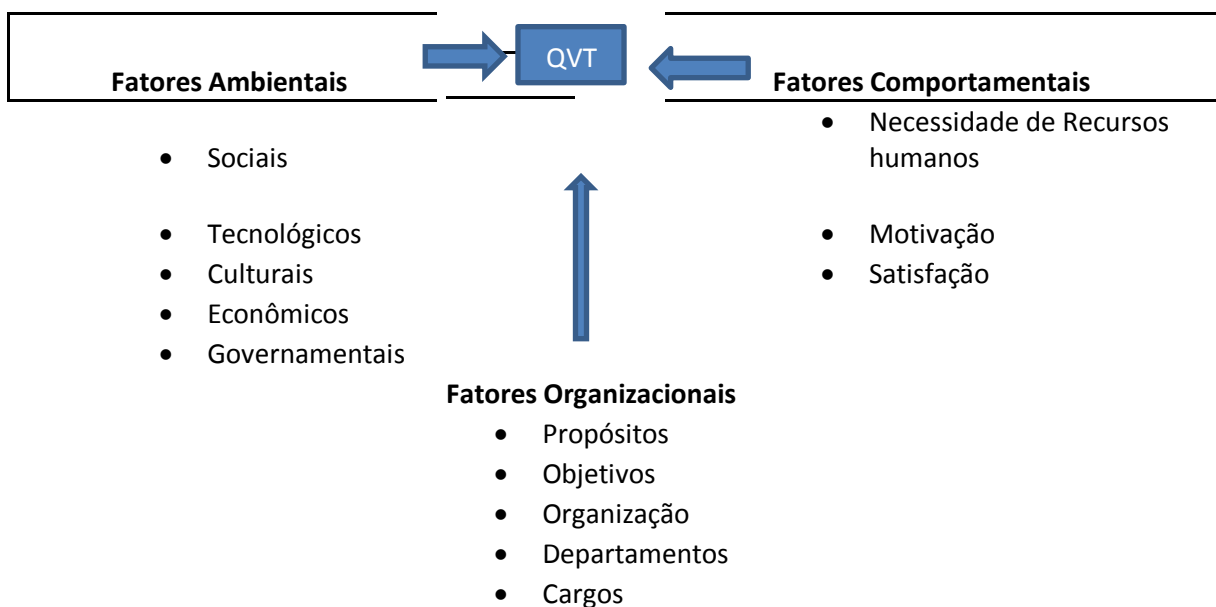 QVT
Fatores Ambientais
• Sociais
• Tecnológicos
• Culturais
• Econômicos
• Governamentais
Fatores Comportamentais
• Necessidade de Recursos
humanos
• Motivação
• Satisfação
Fatores Organizacionais
• Propósitos
• Objetivos
• Organização
• Departamentos
• Cargos